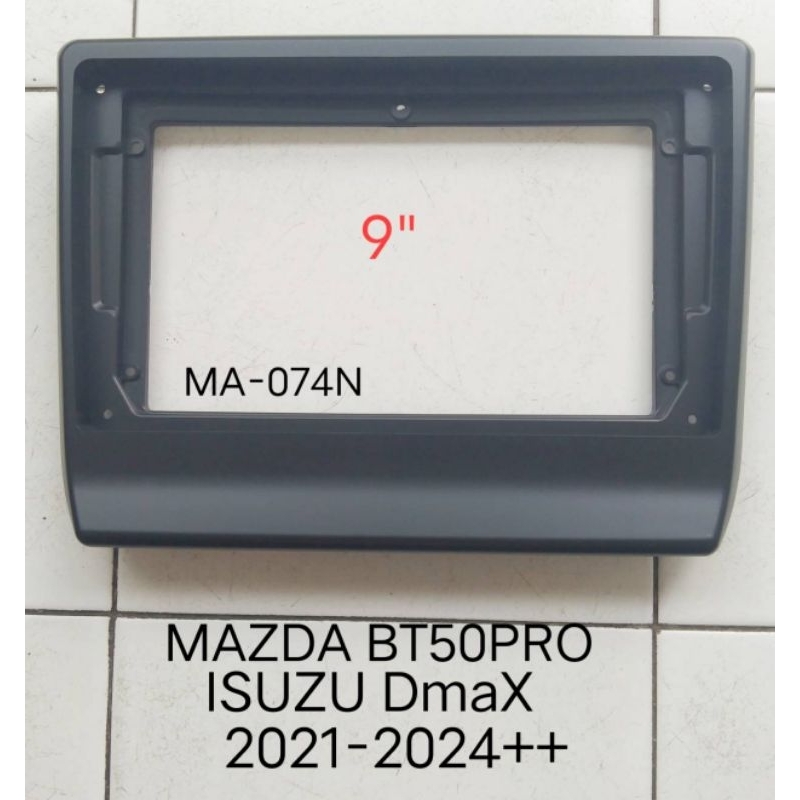 9"
MA-074N
MAZDA BT50PRO
ISUZU DmaX
2021-2024++